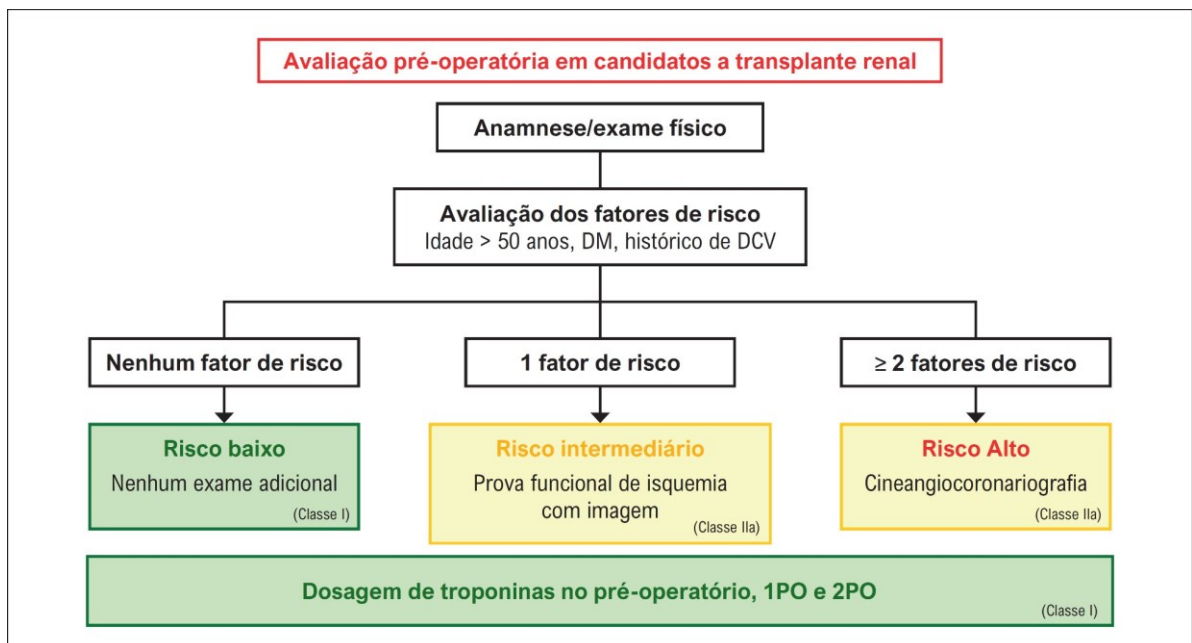 Avaliação pré-operatória em candidatos a transplante renal
Anamnese/exame físico
Avaliação dos fatores de risco
Idade > 50 anos, DM, histórico de DCV
Nenhum fator de risco
1 fator de risco
≥ 2 fatores de risco
Risco baixo
Nenhum exame adicional
(Classe I)
Risco intermediário
Prova funcional de isquemia
com imagem
(Classe IIa)
Risco Alto
Cineangiocoronariografia
(Classe IIa)
Dosagem de troponinas no pré-operatório, 1PO e 2PO
(Classe I)